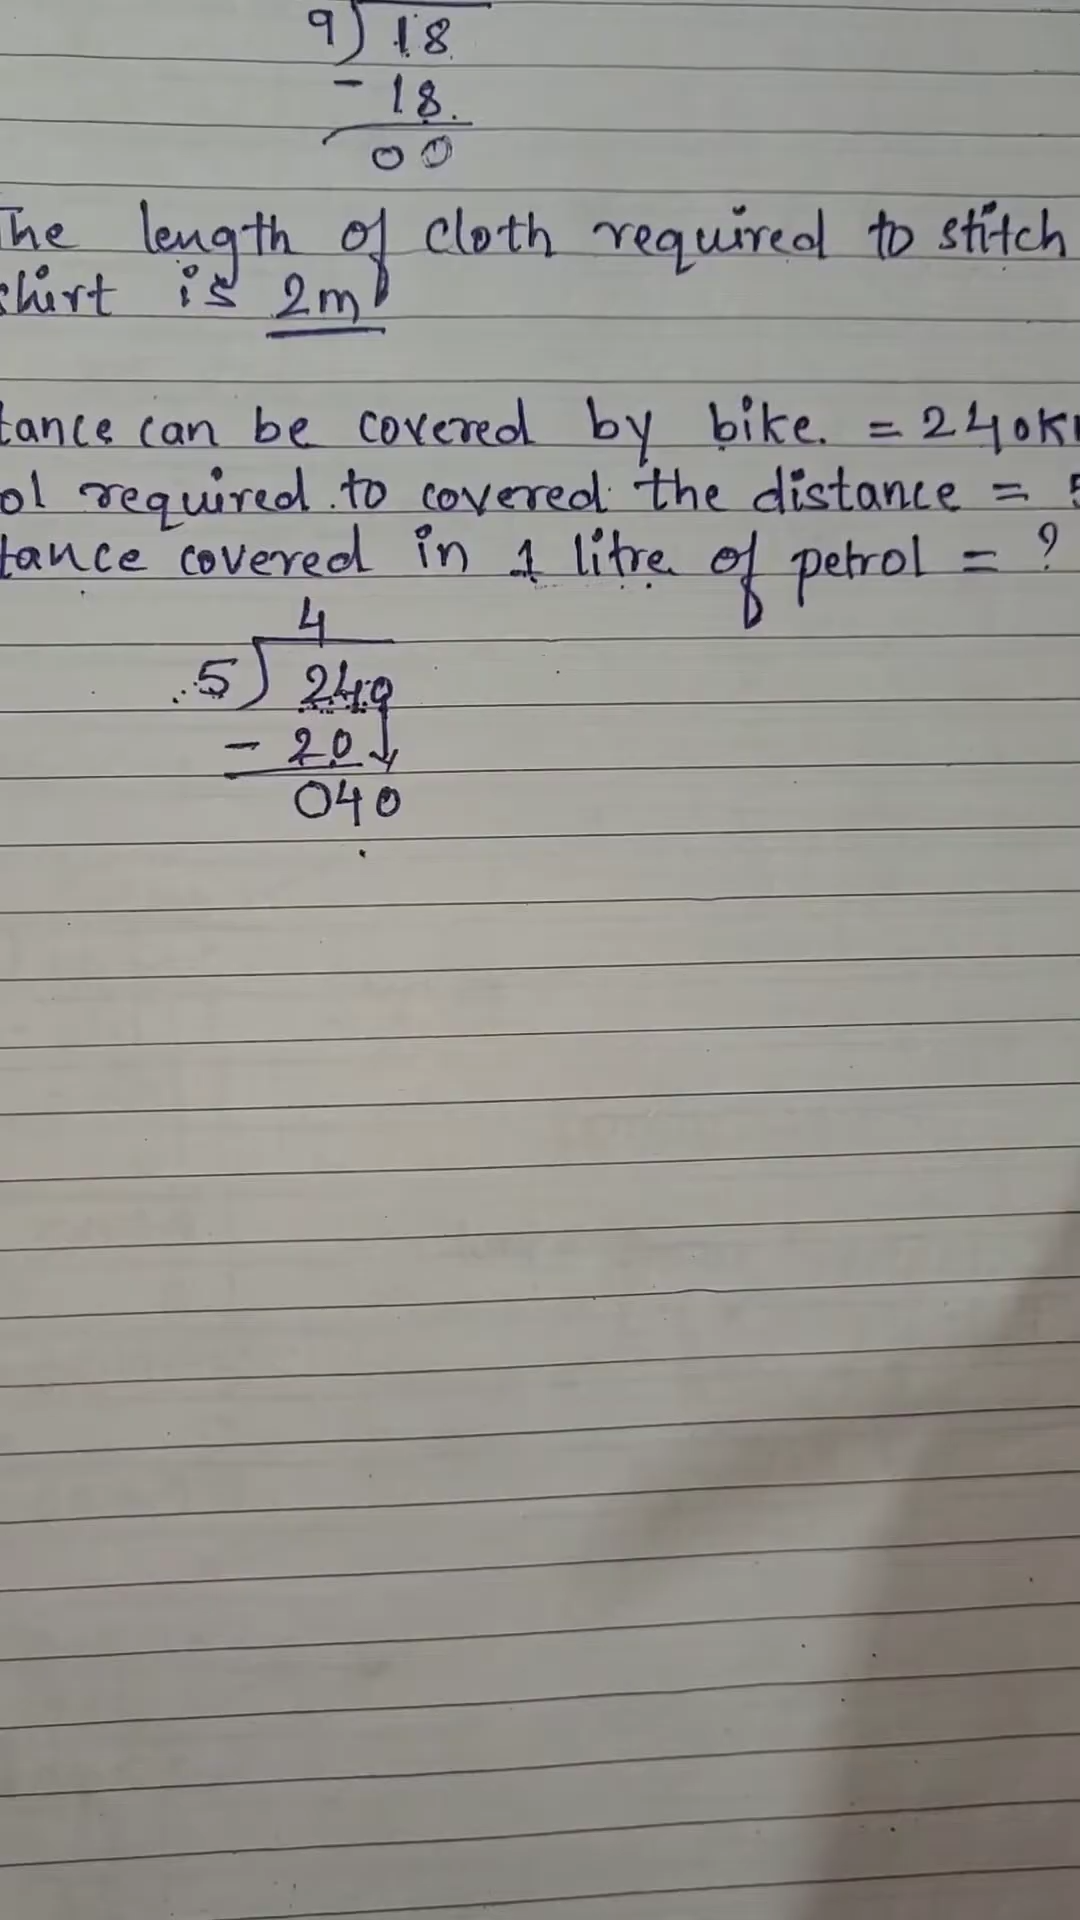 9) 18
- 18.
00
The length of cloth required to stitch
shirt is 2m
tance can be covered by bike. = 240K
ol required to covered the distance = 5
tance covered in 1 litre of petrol = ?
4
5) 240
- 20
040